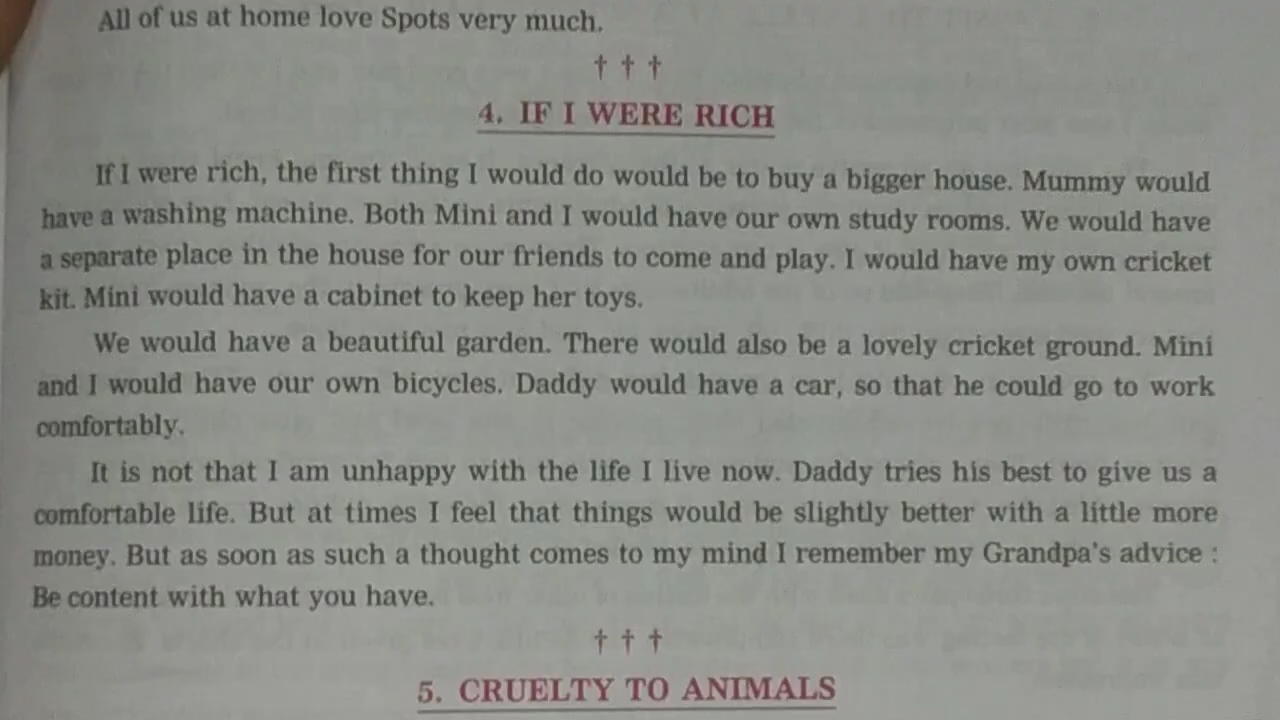 All of us at home love Spots very much.
† † †
4. IF I WERE RICH
If I were rich, the first thing I would do would be to buy a bigger house. Mummy would
have a washing machine. Both Mini and I would have our own study rooms. We would have
a separate place in the house for our friends to come and play. I would have my own cricket
kit. Mini would have a cabinet to keep her toys.
We would have a beautiful garden. There would also be a lovely cricket ground. Mini
and I would have our own bicycles. Daddy would have a car, so that he could go to work
comfortably.
It is not that I am unhappy with the life I live now. Daddy tries his best to give us a
comfortable life. But at times I feel that things would be slightly better with a little more
money. But as soon as such a thought comes to my mind I remember my Grandpa's advice :
Be content with what you have.
† † †
5. CRUELTY TO ANIMALS